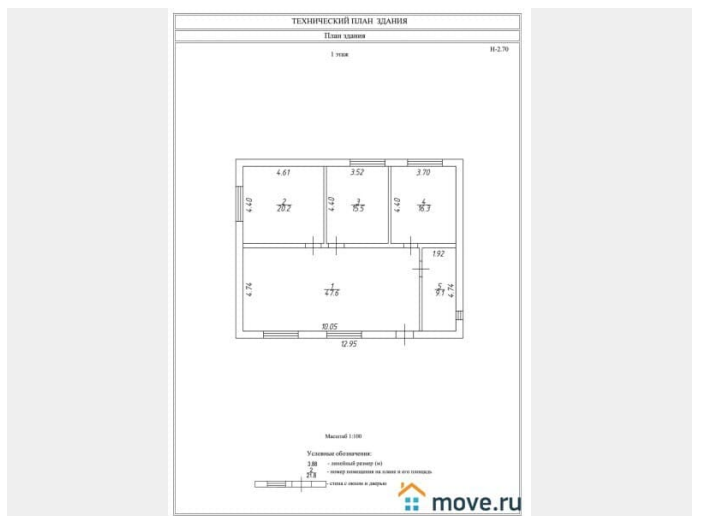 ТЕХНИЧЕСКИЙ ПЛАН ЗДАНИЯ
План здания
H-2.70
1 этаж
4.61 3.52 3.70
4.40 2 20.2 4.40 3 15.5 4.40 4 16.3
1.92
4.74 1 47.6 5 9.1 4.74
10.05
12.95
Масштаб 1:100
Условные обозначения:
3.88 - линейный размер (м)
2 21.8 - номер помещения на плане и его площадь
- стена с окном и дверью
move.ru